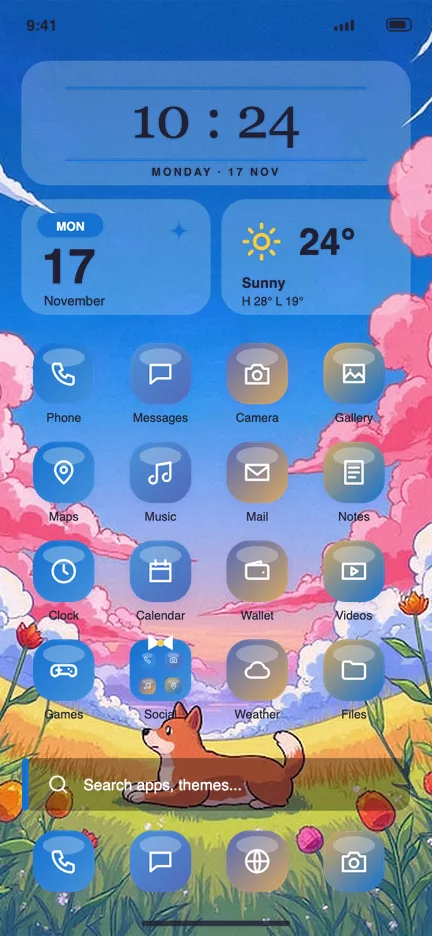 9:41
10 : 24
MONDAY · 17 NOV
MON
17
November
24°
Sunny
H 28° L 19°
Phone
Messages
Camera
Gallery
Maps
Music
Mail
Notes
Clock
Calendar
Wallet
Videos
Games
Social
Weather
Files
Search apps, themes...